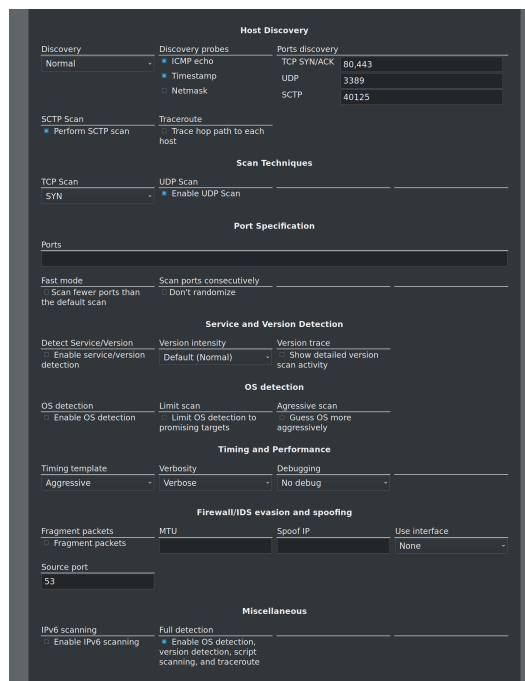 Host Discovery
Discovery Discovery probes Ports discovery
Normal ICMP echo TCP SYN/ACK 80,443
Timestamp UDP 3389
Netmask SCTP 40125
SCTP Scan Traceroute
Perform SCTP scan Trace hop path to each
host
Scan Techniques
TCP Scan UDP Scan
SYN Enable UDP Scan
Port Specification
Ports
Fast mode Scan ports consecutively
Scan fewer ports than Don't randomize
the default scan
Service and Version Detection
Detect Service/Version Version intensity Version trace
Enable service/version Default (Normal) Show detailed version
detection scan activity
OS detection
OS detection Limit scan Agressive scan
Enable OS detection Limit OS detection to Guess OS more
promising targets aggressively
Timing and Performance
Timing template Verbosity Debugging
Aggressive Verbose No debug
Firewall/IDS evasion and spoofing
Fragment packets MTU Spoof IP Use interface
Fragment packets None
Source port
53
Miscellaneous
IPv6 scanning Full detection
Enable IPv6 scanning Enable OS detection,
version detection, script
scanning, and traceroute